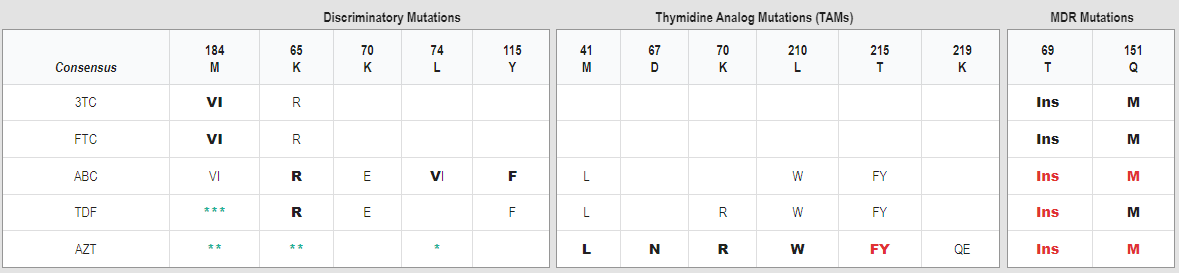 Discriminatory Mutations Thymidine Analog Mutations (TAMs) MDR Mutations
184 65 70 74 115 41 67 70 210 215 219 69 151
Consensus M K K L Y M D K L T K T Q
3TC VI R Ins M
FTC VI R Ins M
ABC VI R E VI F L W FY Ins M
TDF *** R E F L R W FY Ins M
AZT ** ** * L N R W FY QE Ins M